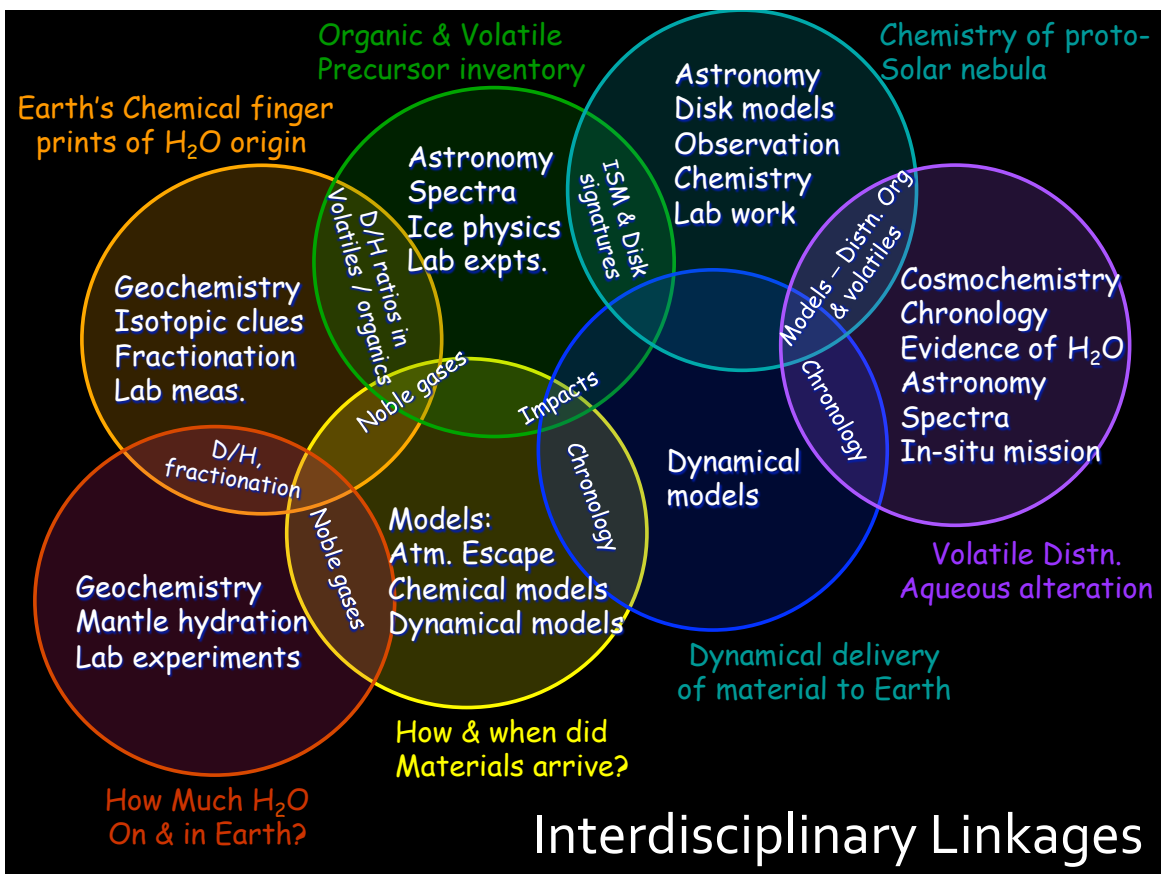 Organic & Volatile
Precursor inventory
Chemistry of proto-
Solar nebula
Earth's Chemical finger
prints of H₂O origin
Astronomy
Disk models
Observation
Chemistry
Lab work
Astronomy
Spectra
Ice physics
Lab expts.
ISM & Disk
signatures
D/H ratios in
Volatiles / organics
Models – Distn. Org
& volatiles
Geochemistry
Isotopic clues
Fractionation
Lab meas.
Cosmochemistry
Chronology
Evidence of H₂O
Astronomy
Spectra
In-situ mission
Noble gases
Impacts
Chronology
D/H,
fractionation
Chronology
Dynamical
models
Noble gases
Models:
Atm. Escape
Chemical models
Dynamical models
Geochemistry
Mantle hydration
Lab experiments
Volatile Distn.
Aqueous alteration
Dynamical delivery
of material to Earth
How & when did
Materials arrive?
How Much H₂O
On & in Earth?
Interdisciplinary Linkages